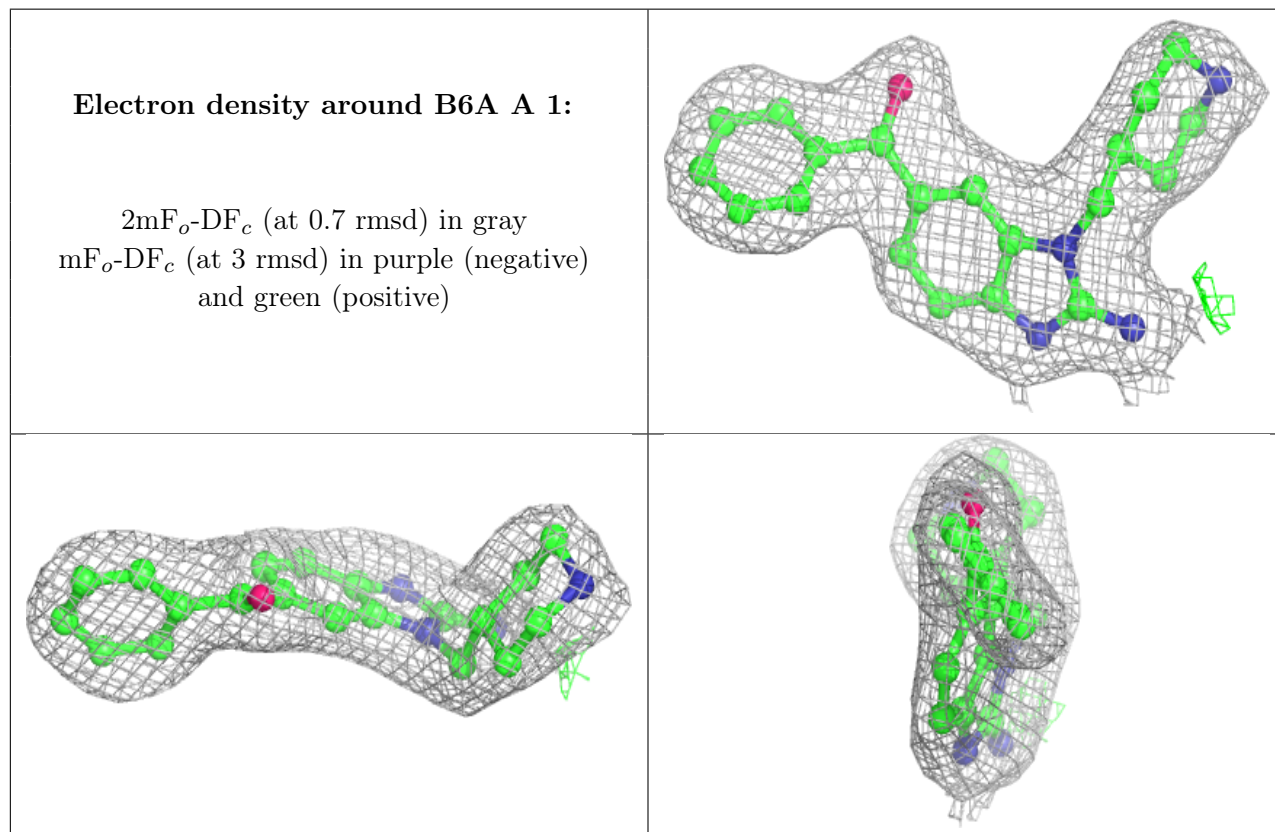 Electron density around B6A A 1:
2mFo-DFc (at 0.7 rmsd) in gray
mFo-DFc (at 3 rmsd) in purple (negative)
and green (positive)